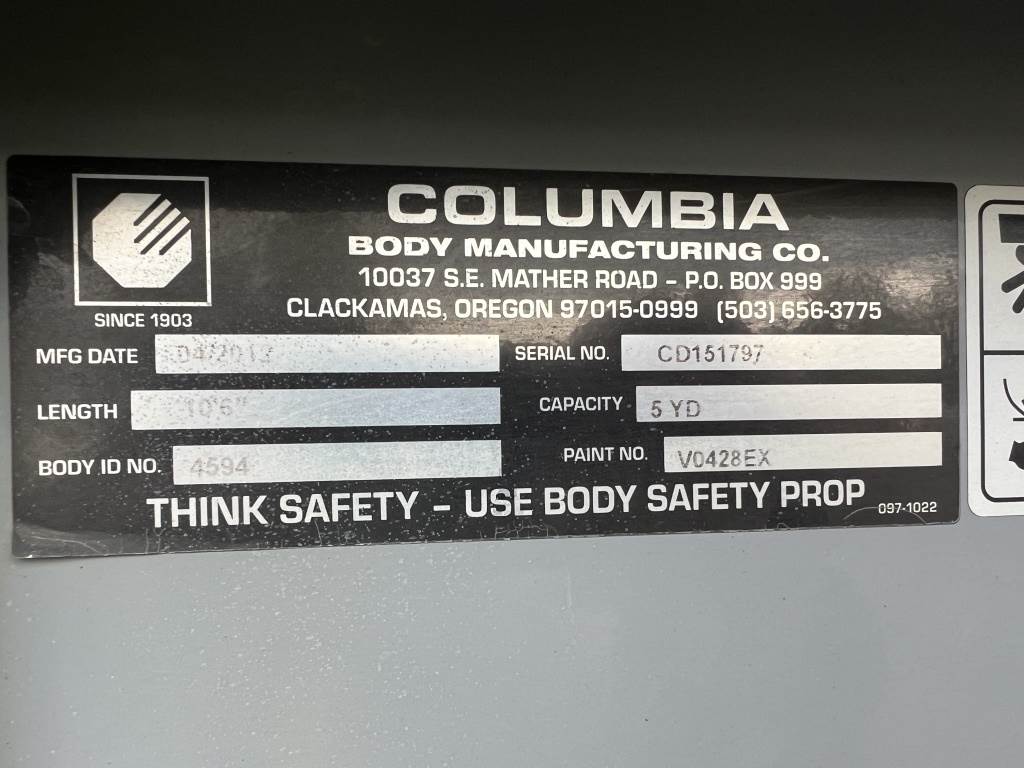 COLUMBIA
BODY MANUFACTURING CO.
10037 S.E. MATHER ROAD – P.O. BOX 999
CLACKAMAS, OREGON 97015-0999 (503) 656-3775
SINCE 1903
MFG DATE
SERIAL NO. CD151797
LENGTH 10'6"
CAPACITY 5 YD
BODY ID NO. 4594
PAINT NO. V0428EX
THINK SAFETY – USE BODY SAFETY PROP
097-1022